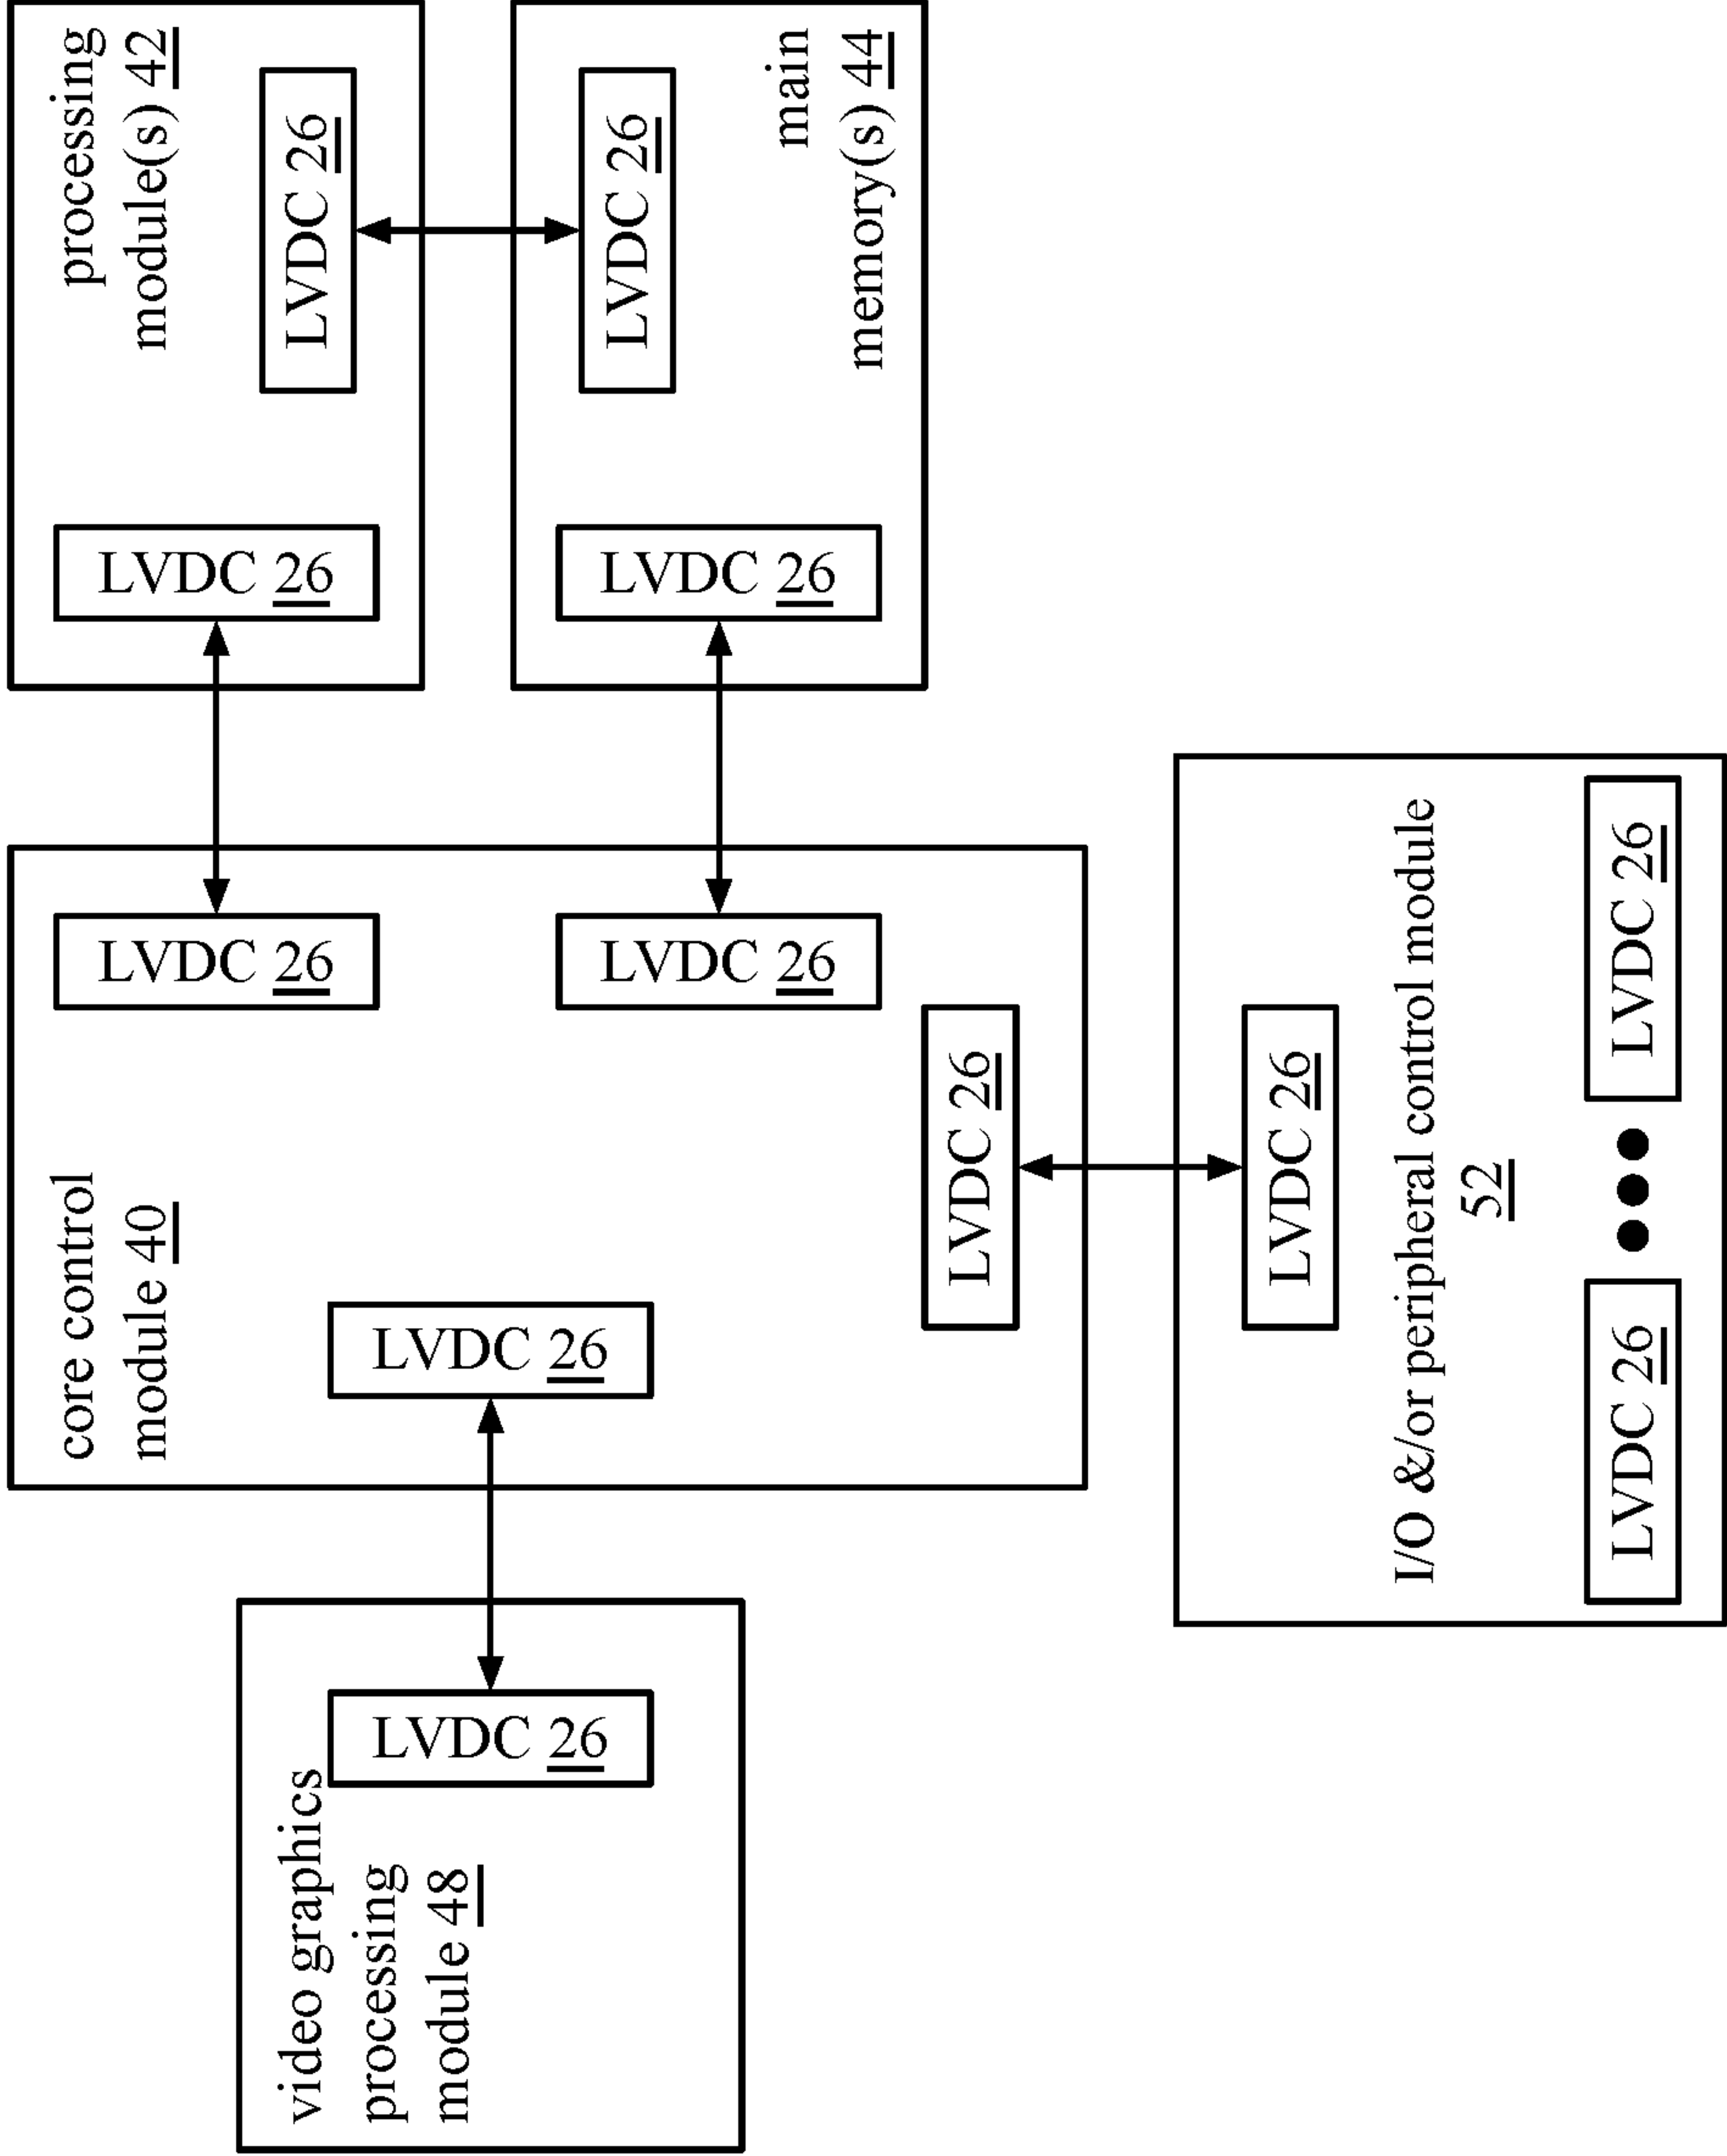 core control
module 40
LVDC 26
LVDC 26
LVDC 26
LVDC 26
processing
module(s) 42
LVDC 26
LVDC 26
main
memory(s) 44
LVDC 26
LVDC 26
video graphics
processing
module 48
LVDC 26
LVDC 26
I/O &/or peripheral control module
52
LVDC 26
LVDC 26